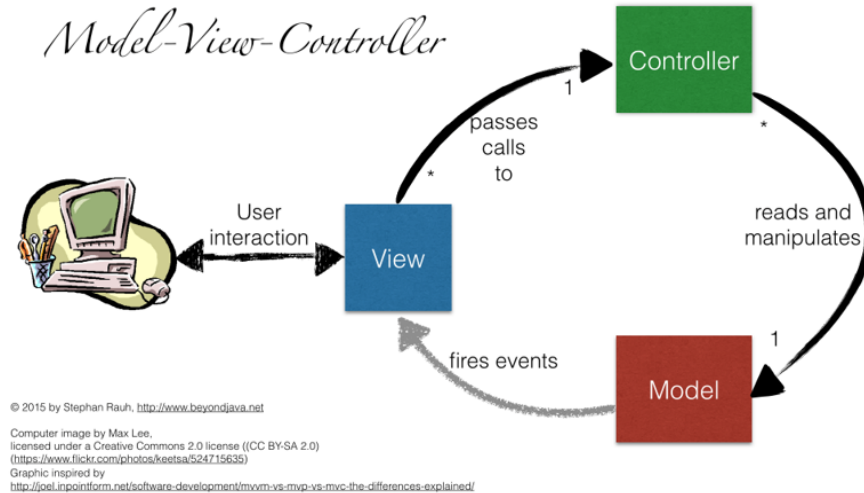 Model-View-Controller
Controller
1
passes
calls
to
*
*
User
interaction
View
reads and
manipulates
1
fires events
Model
© 2015 by Stephan Rauh, http://www.beyondjava.net
Computer image by Max Lee,
licensed under a Creative Commons 2.0 license ((CC BY-SA 2.0)
(https://www.flickr.com/photos/keetsa/524715635)
Graphic inspired by
http://joel.inpointform.net/software-development/mvvm-vs-mvp-vs-mvc-the-differences-explained/